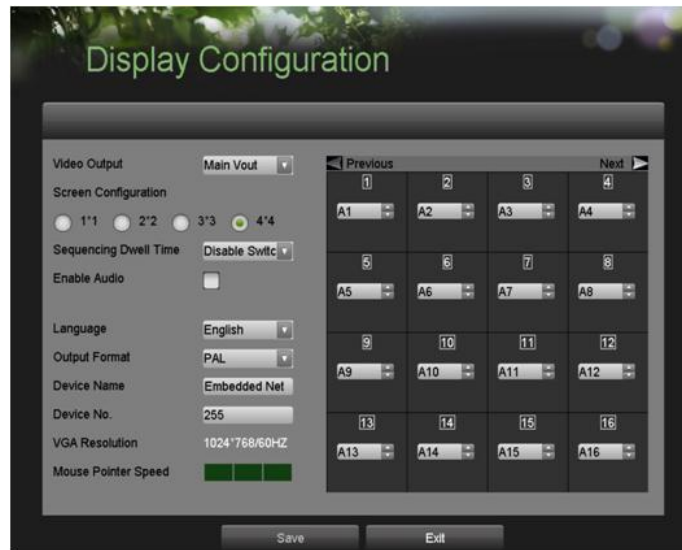 Display Configuration
Video Output Main Vout
Screen Configuration
1*1 2*2 3*3 4*4
Sequencing Dwell Time Disable Switc
Enable Audio
Language English
Output Format PAL
Device Name Embedded Net
Device No. 255
VGA Resolution 1024*768/60HZ
Mouse Pointer Speed
Previous Next
1 2 3 4
A1 A2 A3 A4
5 6 7 8
A5 A6 A7 A8
9 10 11 12
A9 A10 A11 A12
13 14 15 16
A13 A14 A15 A16
Save Exit